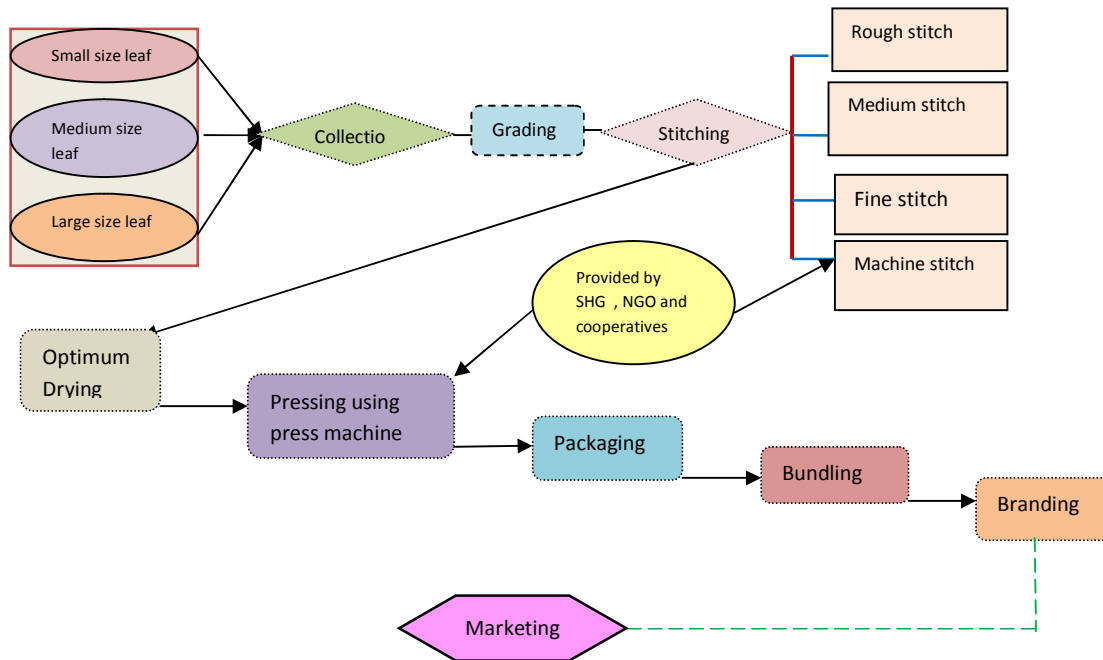 Small size leaf
Medium size
leaf
Large size leaf
Collectio
Grading
Stitching
Rough stitch
Medium stitch
Fine stitch
Machine stitch
Provided by
SHG , NGO and
cooperatives
Optimum
Drying
Pressing using
press machine
Packaging
Bundling
Branding
Marketing